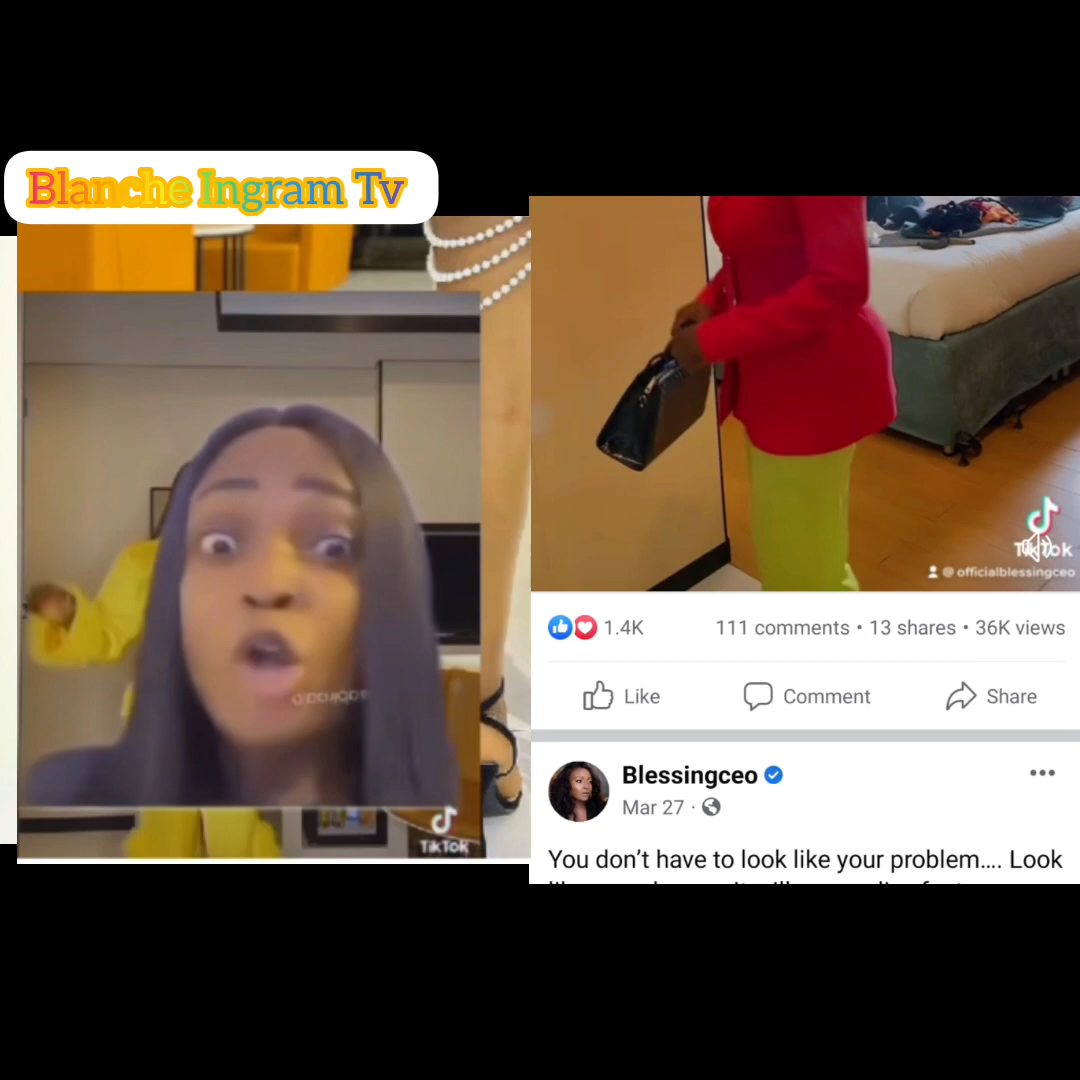 Blanche Ingram Tv
TikTok
TikTok
@officialblessingceo
1.4K
111 comments • 13 shares • 36K views
Like
Comment
Share
Blessingceo
Mar 27 ·
You don't have to look like your problem.... Look